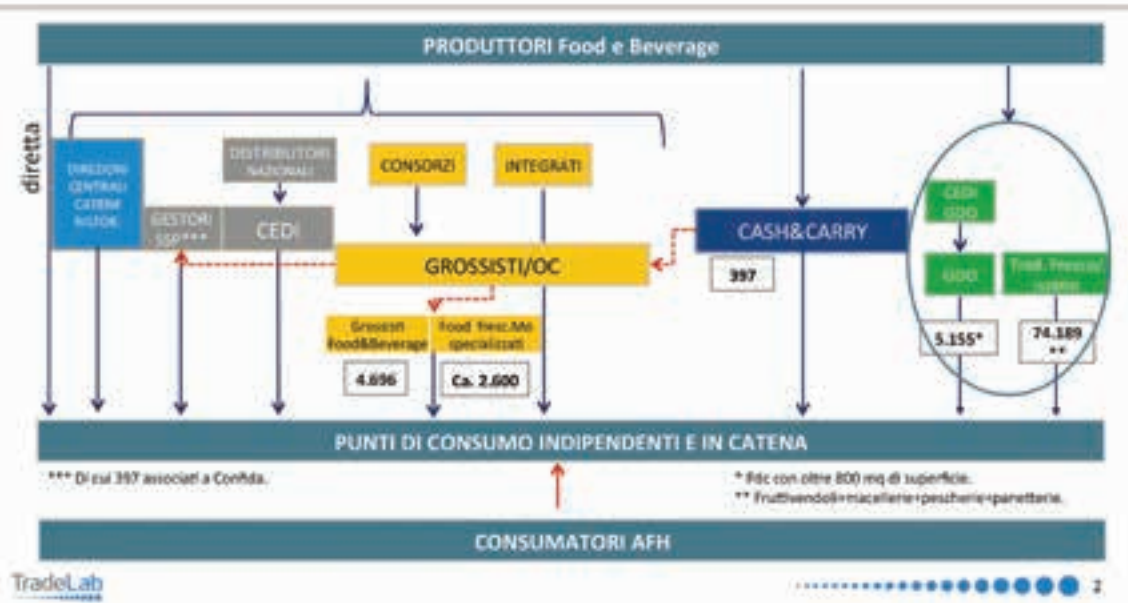 PRODUTTORI Food e Beverage
diretta
DIREZIONI
CENTRALI
CATENE
RISTOR.
DISTRIBUTORI
NAZIONALI
CONSORZI
INTEGRATI
GESTORI
SSP***
CEDI
GROSSISTI/OC
CASH&CARRY
397
CEDI
GDO
GDO
Trad. Fresco/
Grossisti
Food&Beverage
Food fresc.
specializzati
4.696
Ca. 2.600
5.155*
74.189
**
PUNTI DI CONSUMO INDIPENDENTI E IN CATENA
*** Di cui 397 associati a Confida.
* Pdc con oltre 800 mq di superficie.
** Fruttivendoli+macellerie+pescherie+panetterie.
CONSUMATORI AFH
TradeLab
2